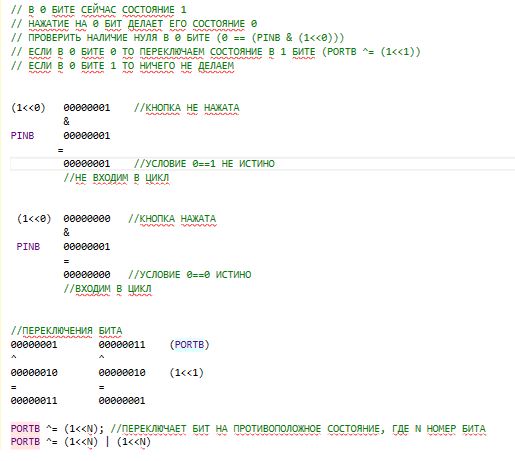 // В 0 БИТЕ СЕЙЧАС СОСТОЯНИЕ 1
// НАЖАТИЕ НА 0 БИТ ДЕЛАЕТ ЕГО СОСТОЯНИЕ 0
// ПРОВЕРИТЬ НАЛИЧИЕ НУЛЯ В 0 БИТЕ (0 == (PINB & (1<<0)))
// ЕСЛИ В 0 БИТЕ 0 ТО ПЕРЕКЛЮЧАЕМ СОСТОЯНИЕ В 1 БИТЕ (PORTB ^= (1<<1))
// ЕСЛИ В 0 БИТЕ 1 ТО НИЧЕГО НЕ ДЕЛАЕМ
(1<<0) 00000001 //КНОПКА НЕ НАЖАТА
&
PINB 00000001
=
00000001 //УСЛОВИЕ 0==1 НЕ ИСТИНО
//НЕ ВХОДИМ В ЦИКЛ
(1<<0) 00000000 //КНОПКА НАЖАТА
&
PINB 00000001
=
00000000 //УСЛОВИЕ 0==0 ИСТИНО
//ВХОДИМ В ЦИКЛ
//ПЕРЕКЛЮЧЕНИЯ БИТА
00000001 00000011 (PORTB)
^ ^
00000010 00000010 (1<<1)
= =
00000011 00000001
PORTB ^= (1<<N); //ПЕРЕКЛЮЧАЕТ БИТ НА ПРОТИВОПОЛОЖНОЕ СОСТОЯНИЕ, ГДЕ N НОМЕР БИТА
PORTB ^= (1<<N) | (1<<N)